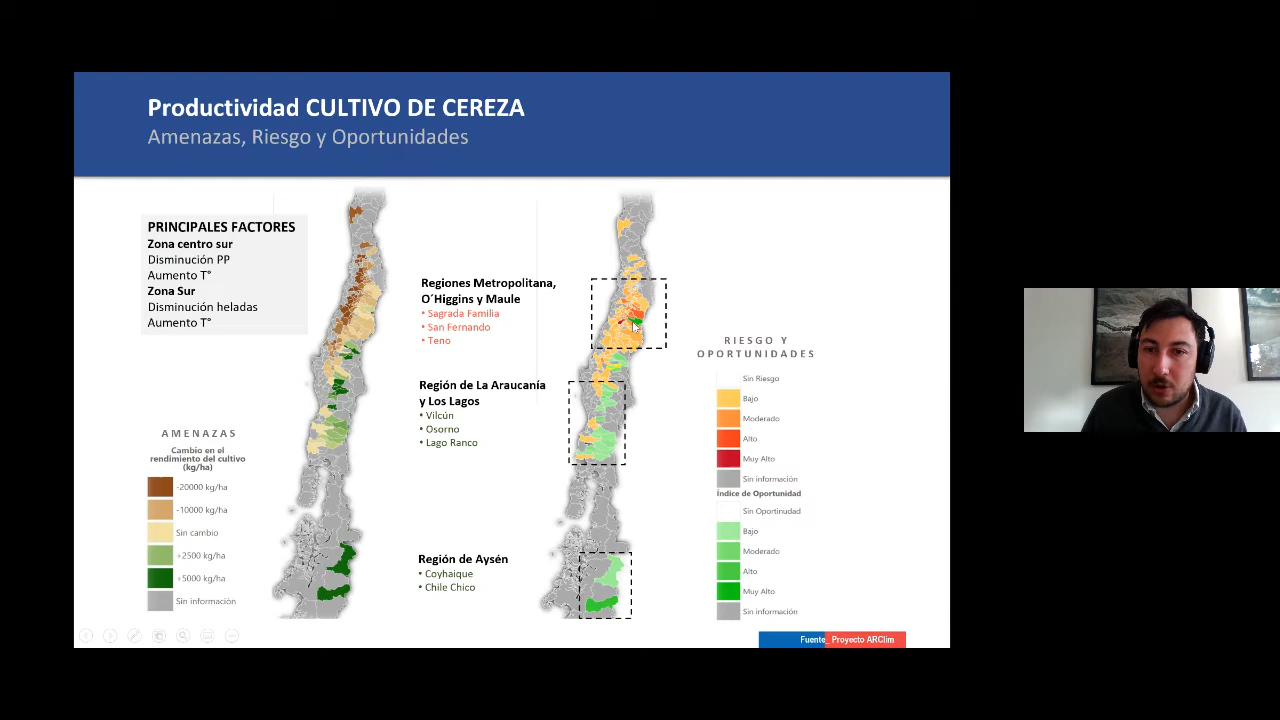 Productividad CULTIVO DE CEREZA
Amenazas, Riesgo y Oportunidades
PRINCIPALES FACTORES
Zona centro sur
Disminución PP
Aumento T°
Zona Sur
Disminución heladas
Aumento T°
AMENAZAS
Cambio en el
rendimiento del cultivo
(kg/ha)
-20000 kg/ha
-10000 kg/ha
Sin cambio
+2500 kg/ha
+5000 kg/ha
Sin información
Regiones Metropolitana,
O´Higgins y Maule
• Sagrada Familia
• San Fernando
• Teno
Región de La Araucanía
y Los Lagos
• Vilcún
• Osorno
• Lago Ranco
Región de Aysén
• Coyhaique
• Chile Chico
RIESGO Y
OPORTUNIDADES
Sin Riesgo
Bajo
Moderado
Alto
Muy Alto
Sin información
Índice de Oportunidad
Sin Oportinudad
Bajo
Moderado
Alto
Muy Alto
Sin información
Fuente_ Proyecto ARClim